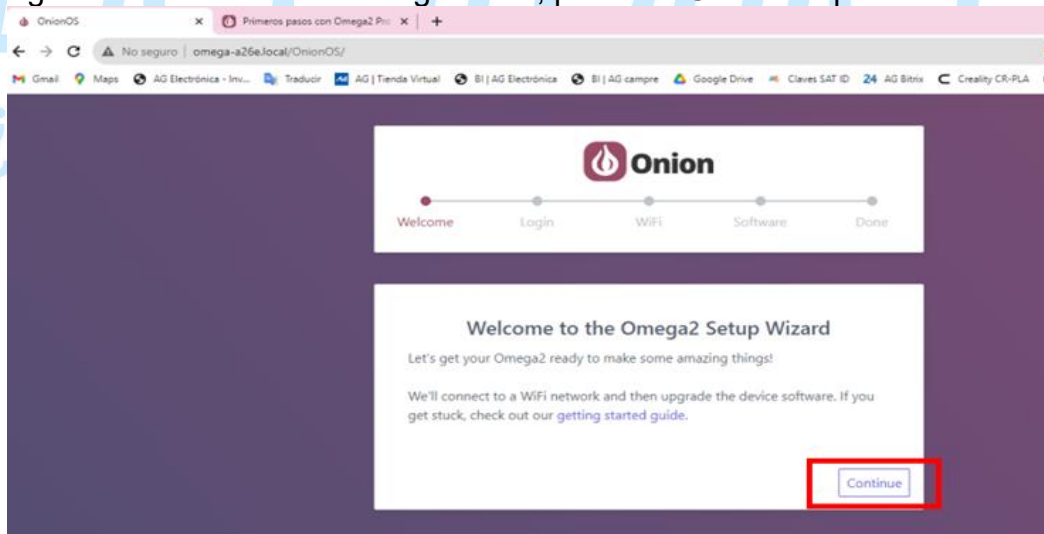 OnionOS
Primeros pasos con Omega2 Pro
No seguro | omega-a26e.local/OnionOS/
Gmail Maps AG Electrónica - Inv... Traducir AG | Tienda Virtual BI | AG Electrónica BI | AG campre Google Drive Claves SAT ID 24 AG Bitrix Creality CR-PLA
Onion
Welcome Login WiFi Software Done
Welcome to the Omega2 Setup Wizard
Let's get your Omega2 ready to make some amazing things!
We'll connect to a WiFi network and then upgrade the device software. If you
get stuck, check out our getting started guide.
Continue